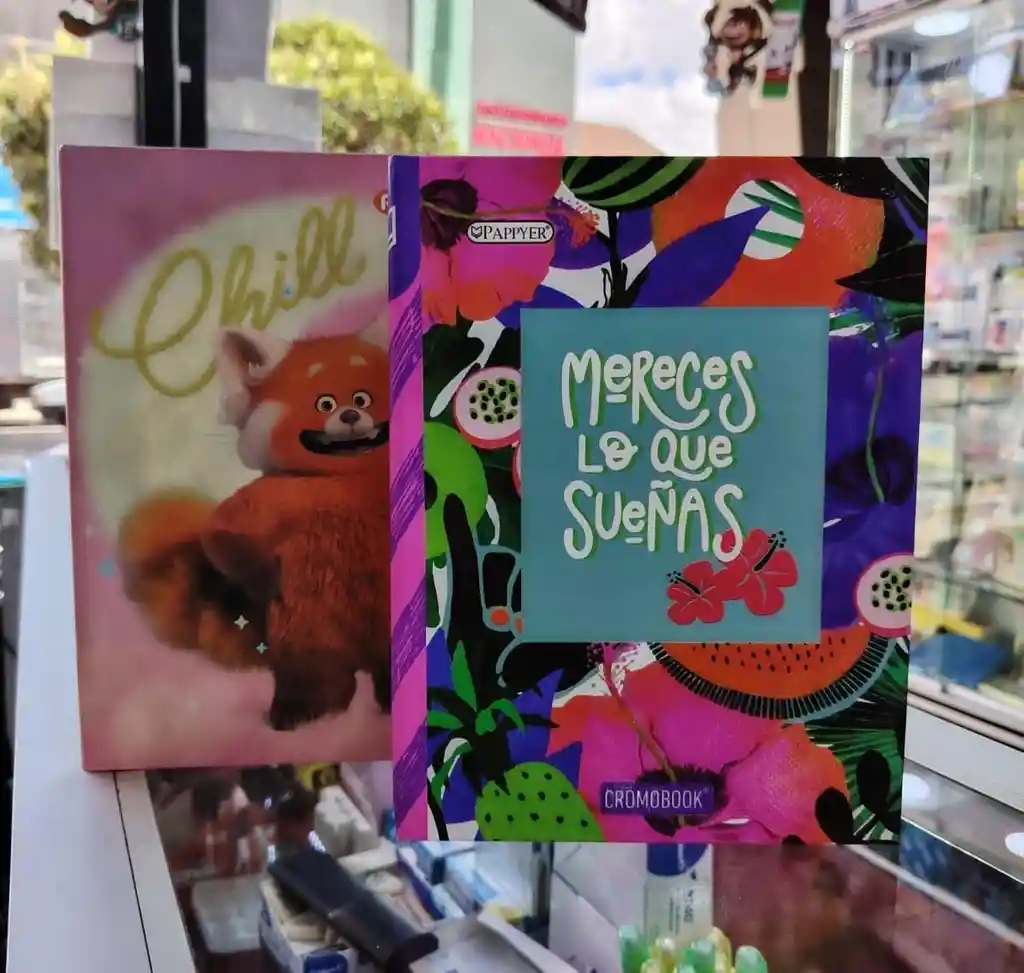 Chill
PAPPYER®
MeReCeS
LO QUe
SUeÑAS
CROMOBOOK®